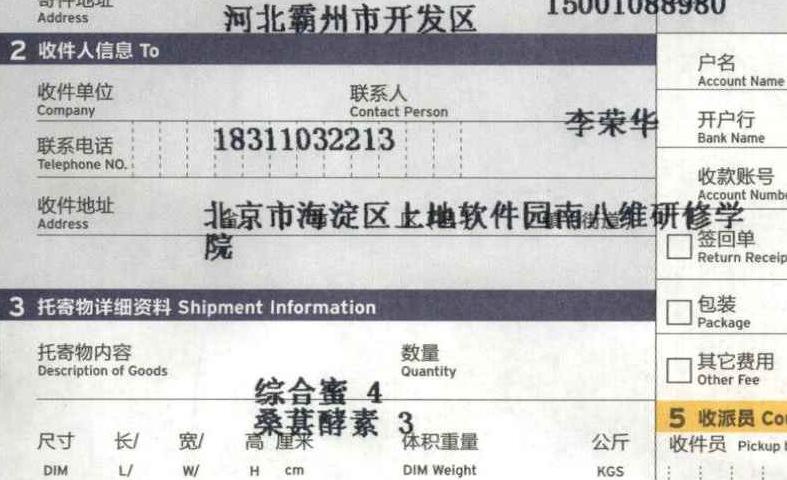 寄件地址 15001088980
Address 河北霸州市开发区
2 收件人信息 To
户名
Account Name
收件单位 联系人
Company Contact Person 李荣华
开户行
Bank Name
联系电话 18311032213
Telephone NO.
收款账号
Account Numbe
收件地址 北京市海淀区上地软件园南八维研修学
Address
院
签回单
Return Receip
3 托寄物详细资料 Shipment Information
包装
Package
托寄物内容 数量
Description of Goods Quantity
其它费用
Other Fee
综合蜜 4
桑葚酵素 3
5 收派员 Cou
尺寸 长/ 宽/ 高 厘米 体积重量 公斤
DIM L/ W/ H cm DIM Weight KGS
收件员 Pickup b